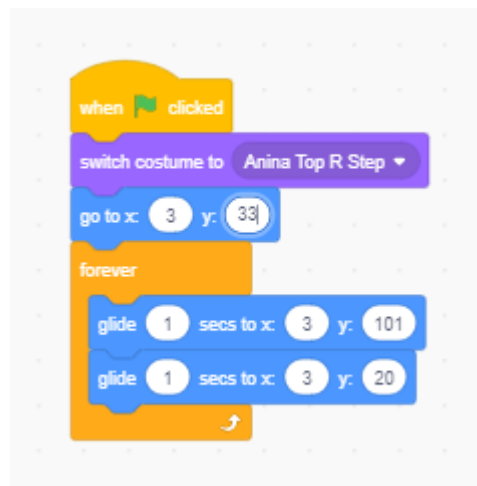 when clicked
switch costume to Anina Top R Step
go to x: 3 y: 33
forever
glide 1 secs to x: 3 y: 101
glide 1 secs to x: 3 y: 20